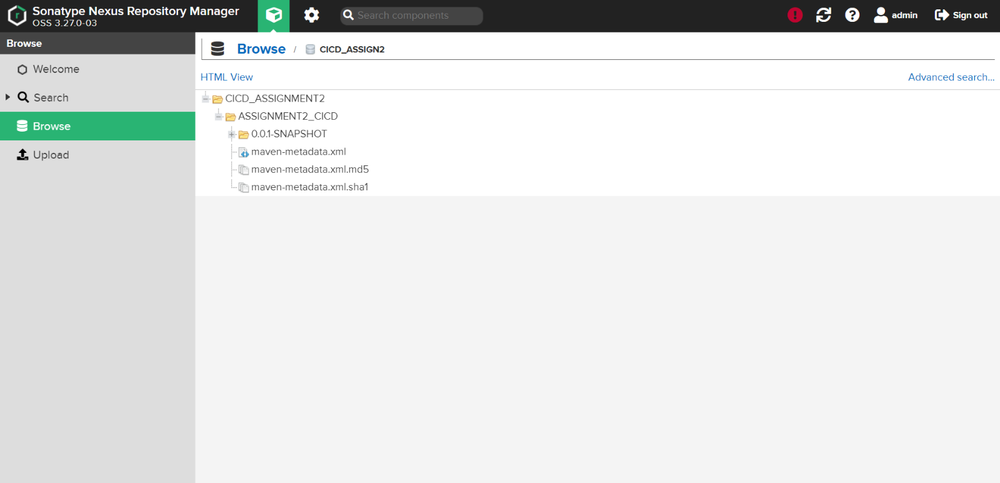 Sonatype Nexus Repository Manager
OSS 3.27.0-03
Search components
admin
Sign out
Browse
Welcome
Search
Browse
Upload
Browse / CICD_ASSIGN2
HTML View
Advanced search...
CICD_ASSIGNMENT2
ASSIGNMENT2_CICD
0.0.1-SNAPSHOT
maven-metadata.xml
maven-metadata.xml.md5
maven-metadata.xml.sha1